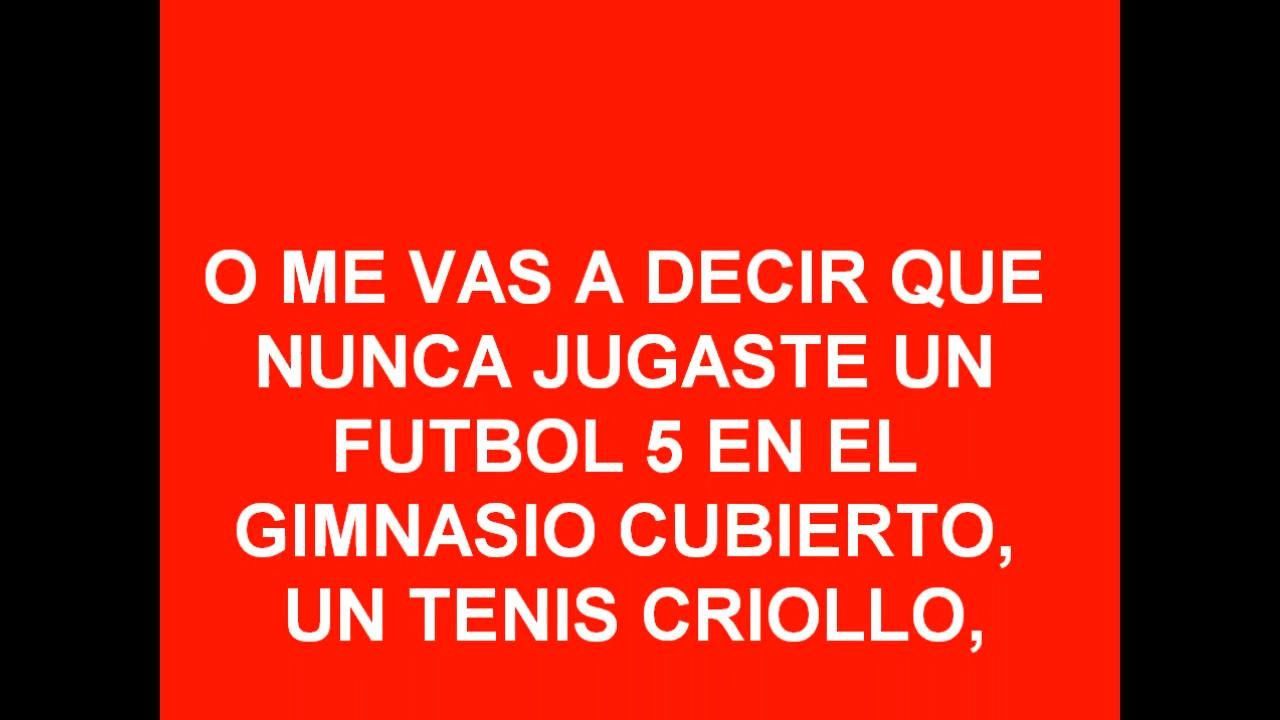 O ME VAS A DECIR QUE
NUNCA JUGASTE UN
FUTBOL 5 EN EL
GIMNASIO CUBIERTO,
UN TENIS CRIOLLO,